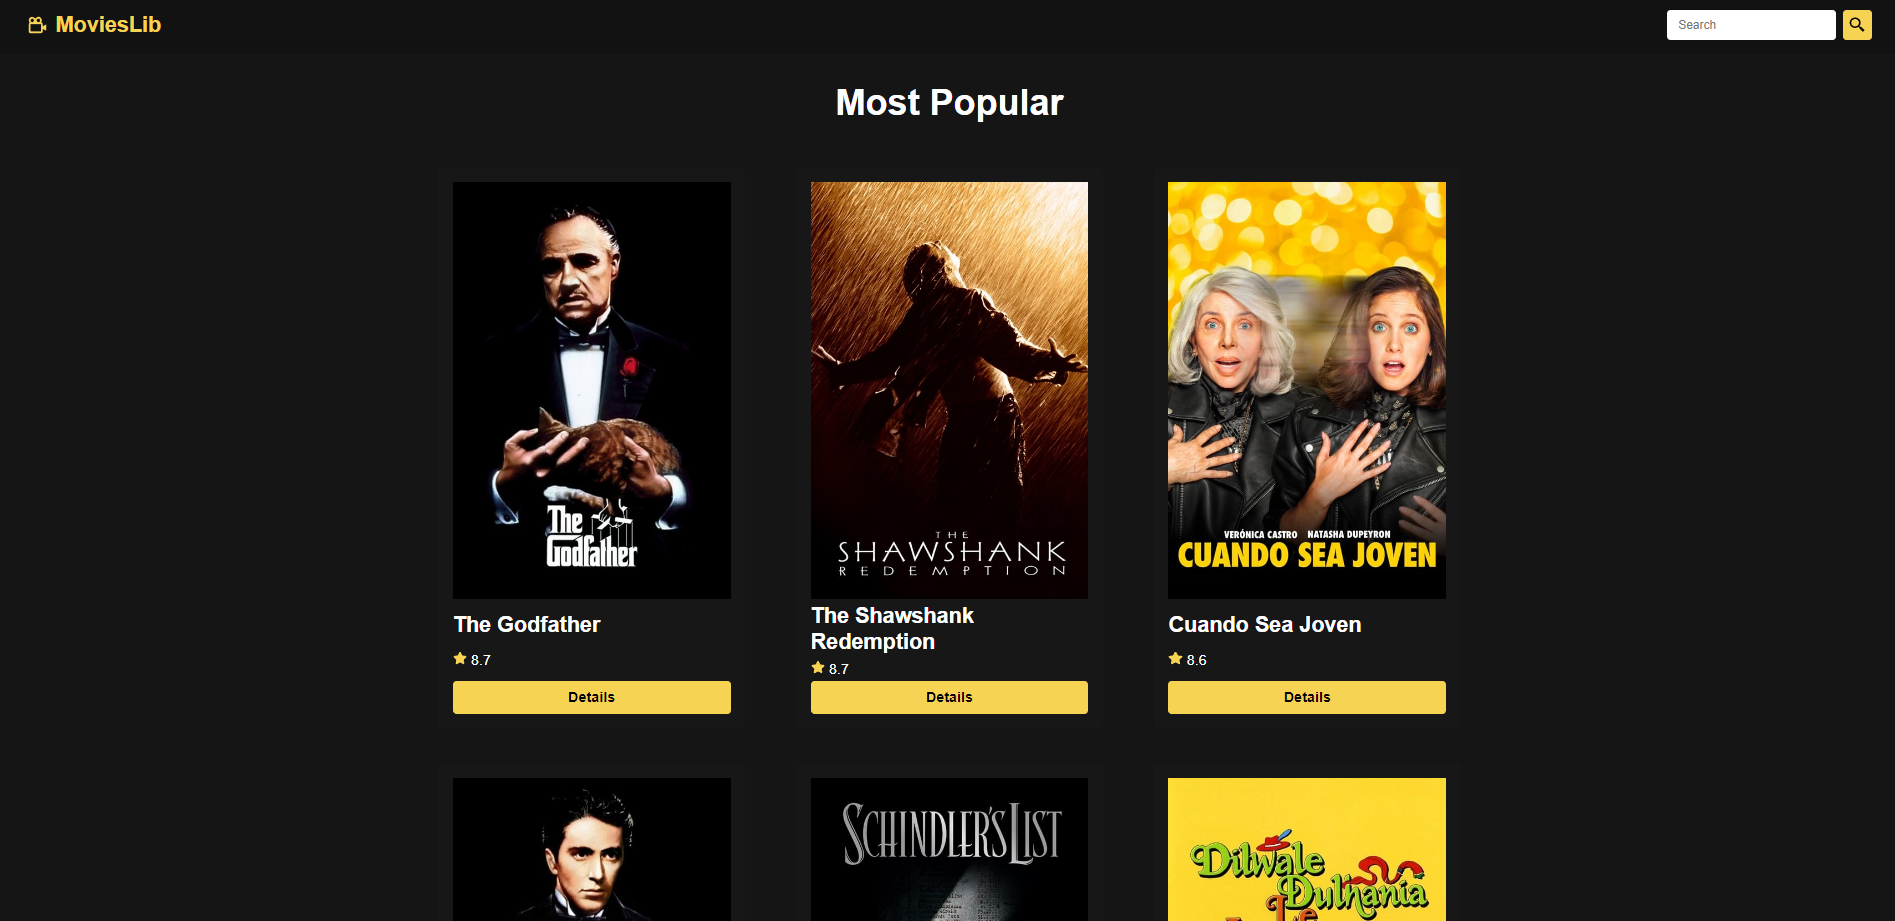 MoviesLib
Search
Most Popular
The
Godfather
THE
SHAWSHANK
REDEMPTION
VERÓNICA CASTRO NATASHA DUPEYRON
CUANDO SEA JOVEN
The Godfather
8.7
Details
The Shawshank
Redemption
8.7
Details
Cuando Sea Joven
8.6
Details
SCHINDLER'S LIST
Dilwale
Dulhania
Le